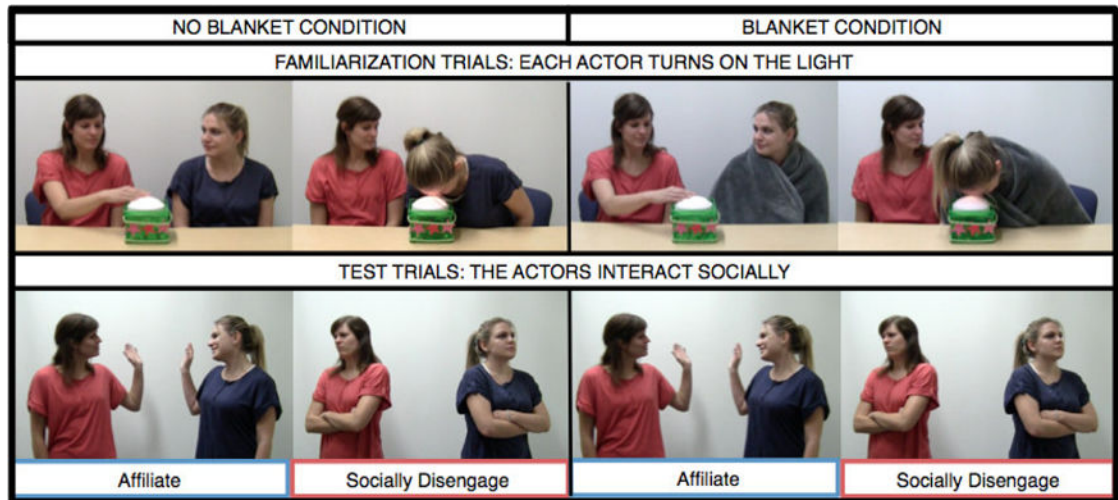 NO BLANKET CONDITION
BLANKET CONDITION
FAMILIARIZATION TRIALS: EACH ACTOR TURNS ON THE LIGHT
TEST TRIALS: THE ACTORS INTERACT SOCIALLY
Affiliate
Socially Disengage
Affiliate
Socially Disengage